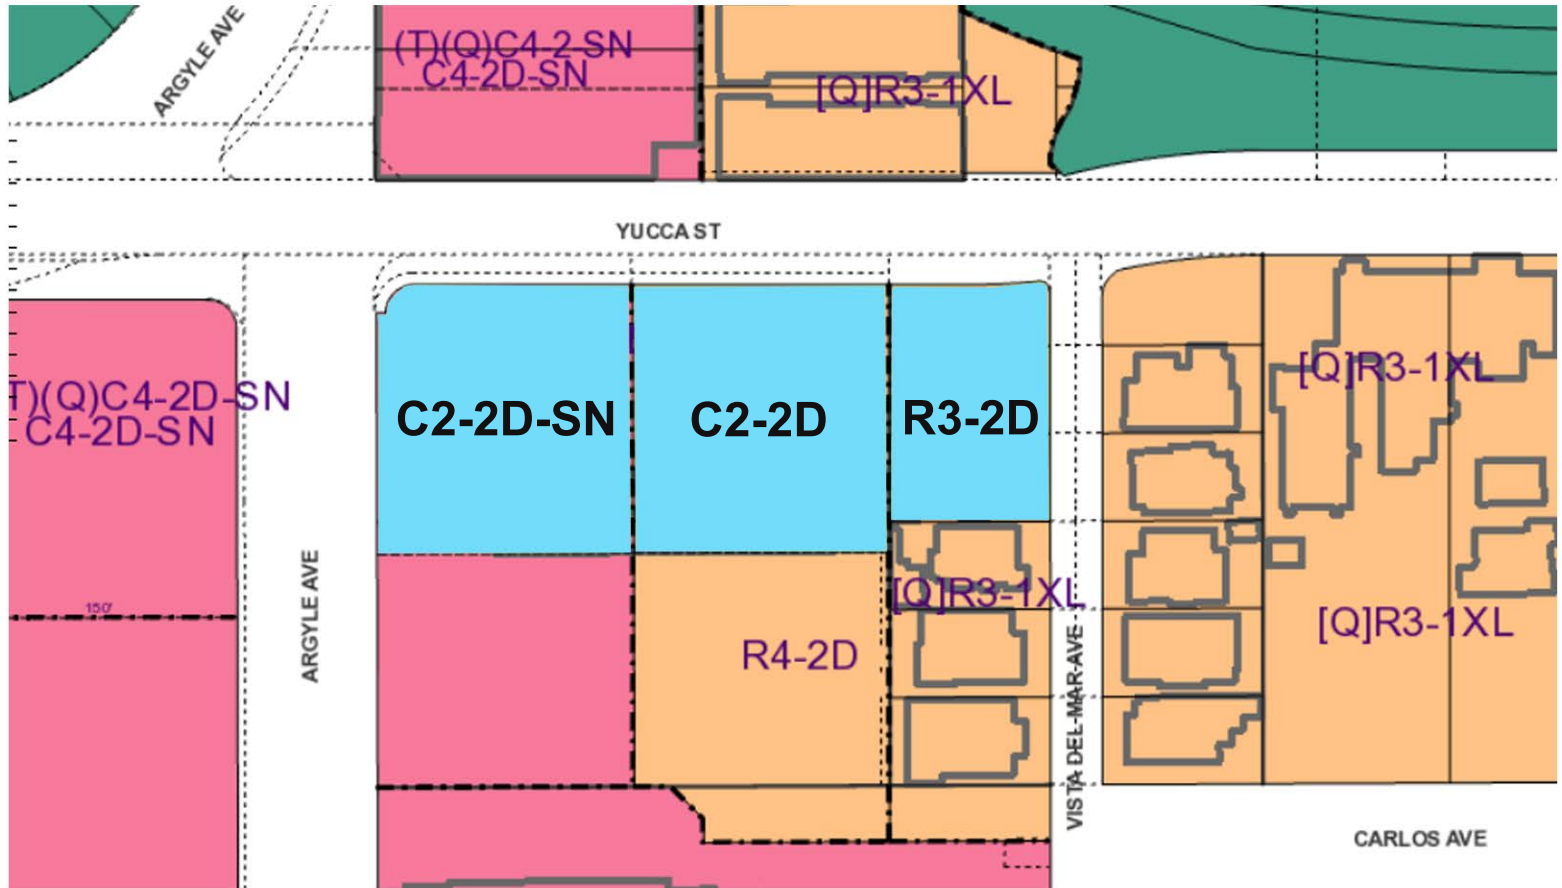 ARGYLE AVE
(T)(Q)C4-2-SN
C4-2D-SN
[Q]R3-1XL
YUCCA ST
T)(Q)C4-2D-SN
C4-2D-SN
C2-2D-SN
C2-2D
R3-2D
[Q]R3-1XL
150'
ARGYLE AVE
R4-2D
[Q]R3-1XL
VISTA DEL MAR AVE
[Q]R3-1XL
CARLOS AVE